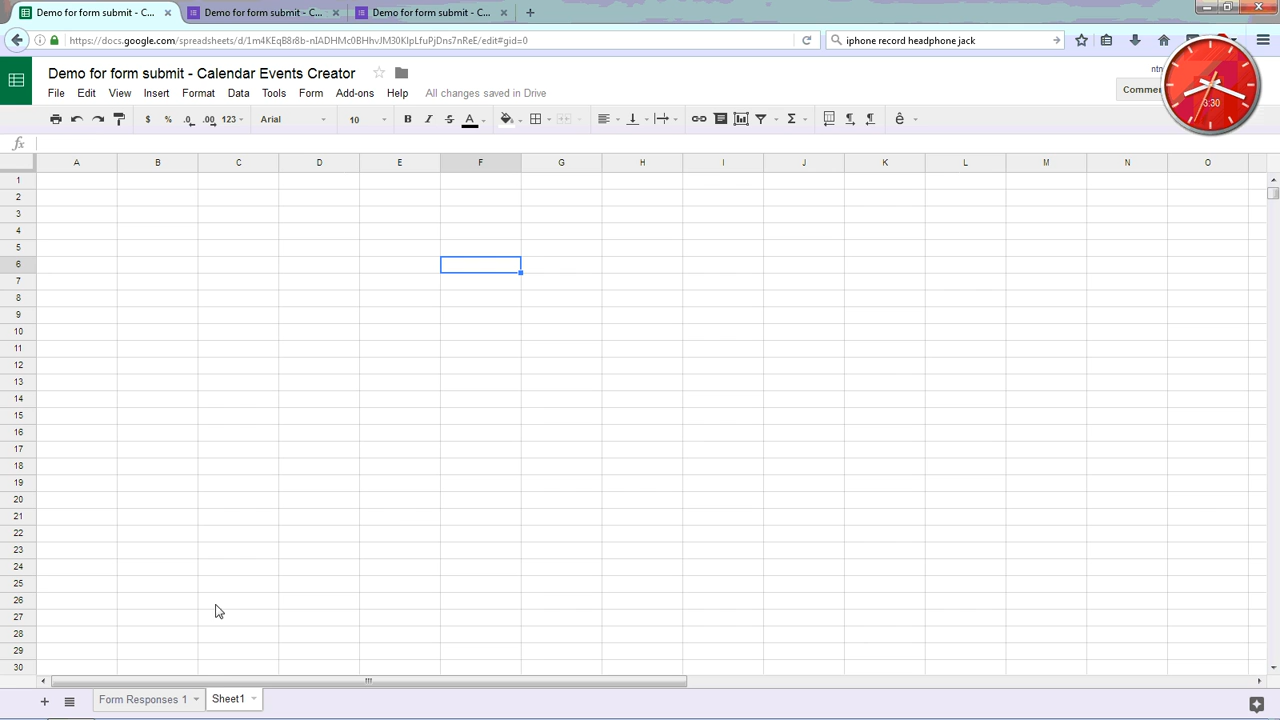 Demo for form submit - C...
Demo for form submit - C...
Demo for form submit - C...
https://docs.google.com/spreadsheets/d/1m4KEqB8r8b-nIADHMc0BHhvJM30KIpLfuPjDns7nReE/edit#gid=0
iphone record headphone jack
Demo for form submit - Calendar Events Creator
ntn
File Edit View Insert Format Data Tools Form Add-ons Help All changes saved in Drive
Comme
3:30
$ % .0 .00 123 Arial 10 B I S A Σ ê
fx
A B C D E F G H I J K L M N O
1
2
3
4
5
6
7
8
9
10
11
12
13
14
15
16
17
18
19
20
21
22
23
24
25
26
27
28
29
30
Form Responses 1 Sheet1